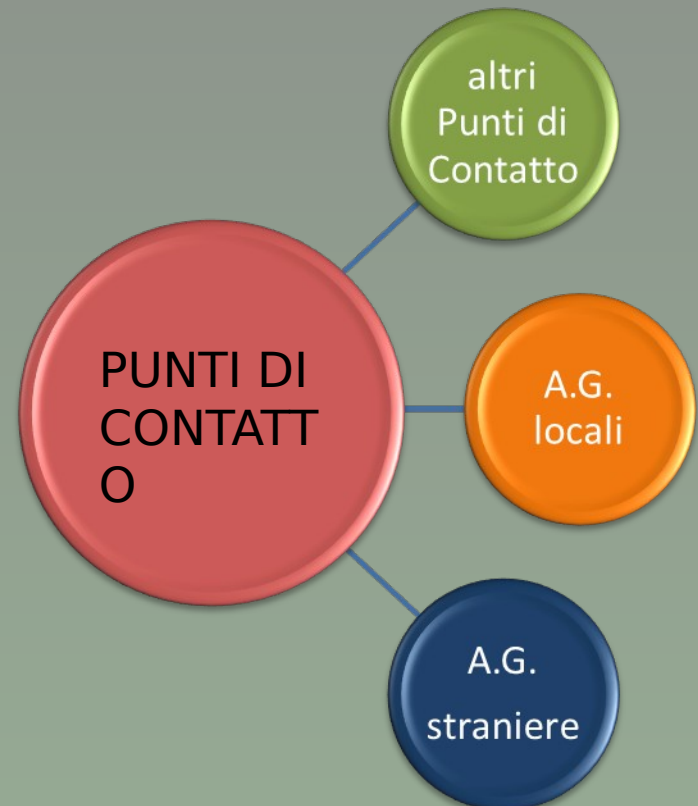 altri
Punti di
Contatto
PUNTI DI
CONTATT
O
A.G.
locali
A.G.
straniere